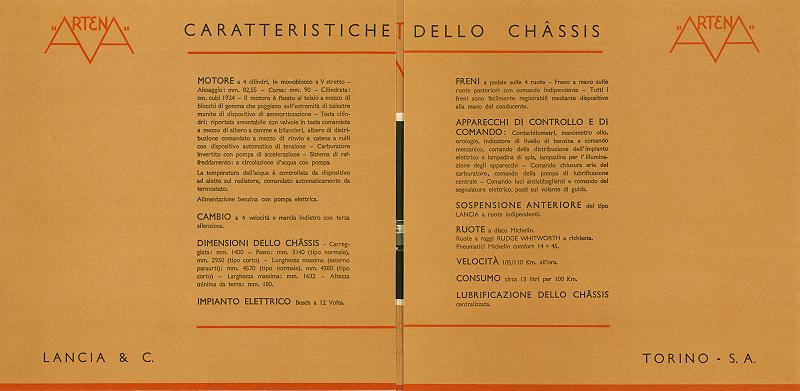 "ARTENA"
CARATTERISTICHE DELLO CHÂSSIS
"ARTENA"
MOTORE a 4 cilindri, in monoblocco a V stretto –
Alesaggio: mm. 82,55 – Corsa: mm. 90 – Cilindrata:
cm. cubi 1924 – Il motore è fissato al telaio a mezzo di
blocchi di gomma che poggiano sull'estremità di balestre
munite di dispositivo di ammortizzazione – Testa cilin-
dri: riportata smontabile con valvole in testa comandate
a mezzo di albero a camme e bilancieri, albero di distri-
buzione comandato a mezzo di rinvio a catena a rulli
con dispositivo automatico di tensione – Carburatore
invertito con pompa di accelerazione – Sistema di raf-
freddamento: a circolazione d'acqua con pompa.
La temperatura dell'acqua è controllata da dispositivo
ad alette sul radiatore, comandato automaticamente da
termostato.
Alimentazione benzina con pompa elettrica.
CAMBIO a 4 velocità e marcia indietro con terza
silenziosa.
DIMENSIONI DELLO CHÂSSIS – Carreg-
giata: mm. 1400 – Passo: mm. 3140 (tipo normale),
mm. 2950 (tipo corto) – Lunghezza massima (esterno
paraurti): mm. 4570 (tipo normale), mm. 4380 (tipo
corto) – Larghezza massima: mm. 1632 – Altezza
minima da terra: mm. 180.
IMPIANTO ELETTRICO Bosch a 12 Volta.
FRENI a pedale sulle 4 ruote – Freno a mano sulle
ruote posteriori con comando indipendente – Tutti i
freni sono facilmente registrabili mediante dispositivo
alla mano del conducente.
APPARECCHI DI CONTROLLO E DI
COMANDO: Contachilometri, manometro olio,
orologio, indicatore di livello di benzina a comando
meccanico, comando della distribuzione dell'impianto
elettrico e lampadina di spia, lampadina per l'illumina-
zione degli apparecchi – Comando chiusura aria del
carburatore, comando della pompa di lubrificazione
centrale – Comando luci antiabbaglianti e comando del
segnalatore elettrico, posti sul volante di guida.
SOSPENSIONE ANTERIORE del tipo
LANCIA a ruote indipendenti.
RUOTE a disco Michelin.
Ruote a raggi RUDGE WHITWORTH a richiesta.
Pneumatici Michelin comfort 14 × 45.
VELOCITÀ 105/110 Km. all'ora.
CONSUMO circa 13 litri per 100 Km.
LUBRIFICAZIONE DELLO CHÂSSIS
centralizzata.
LANCIA & C.
TORINO - S. A.